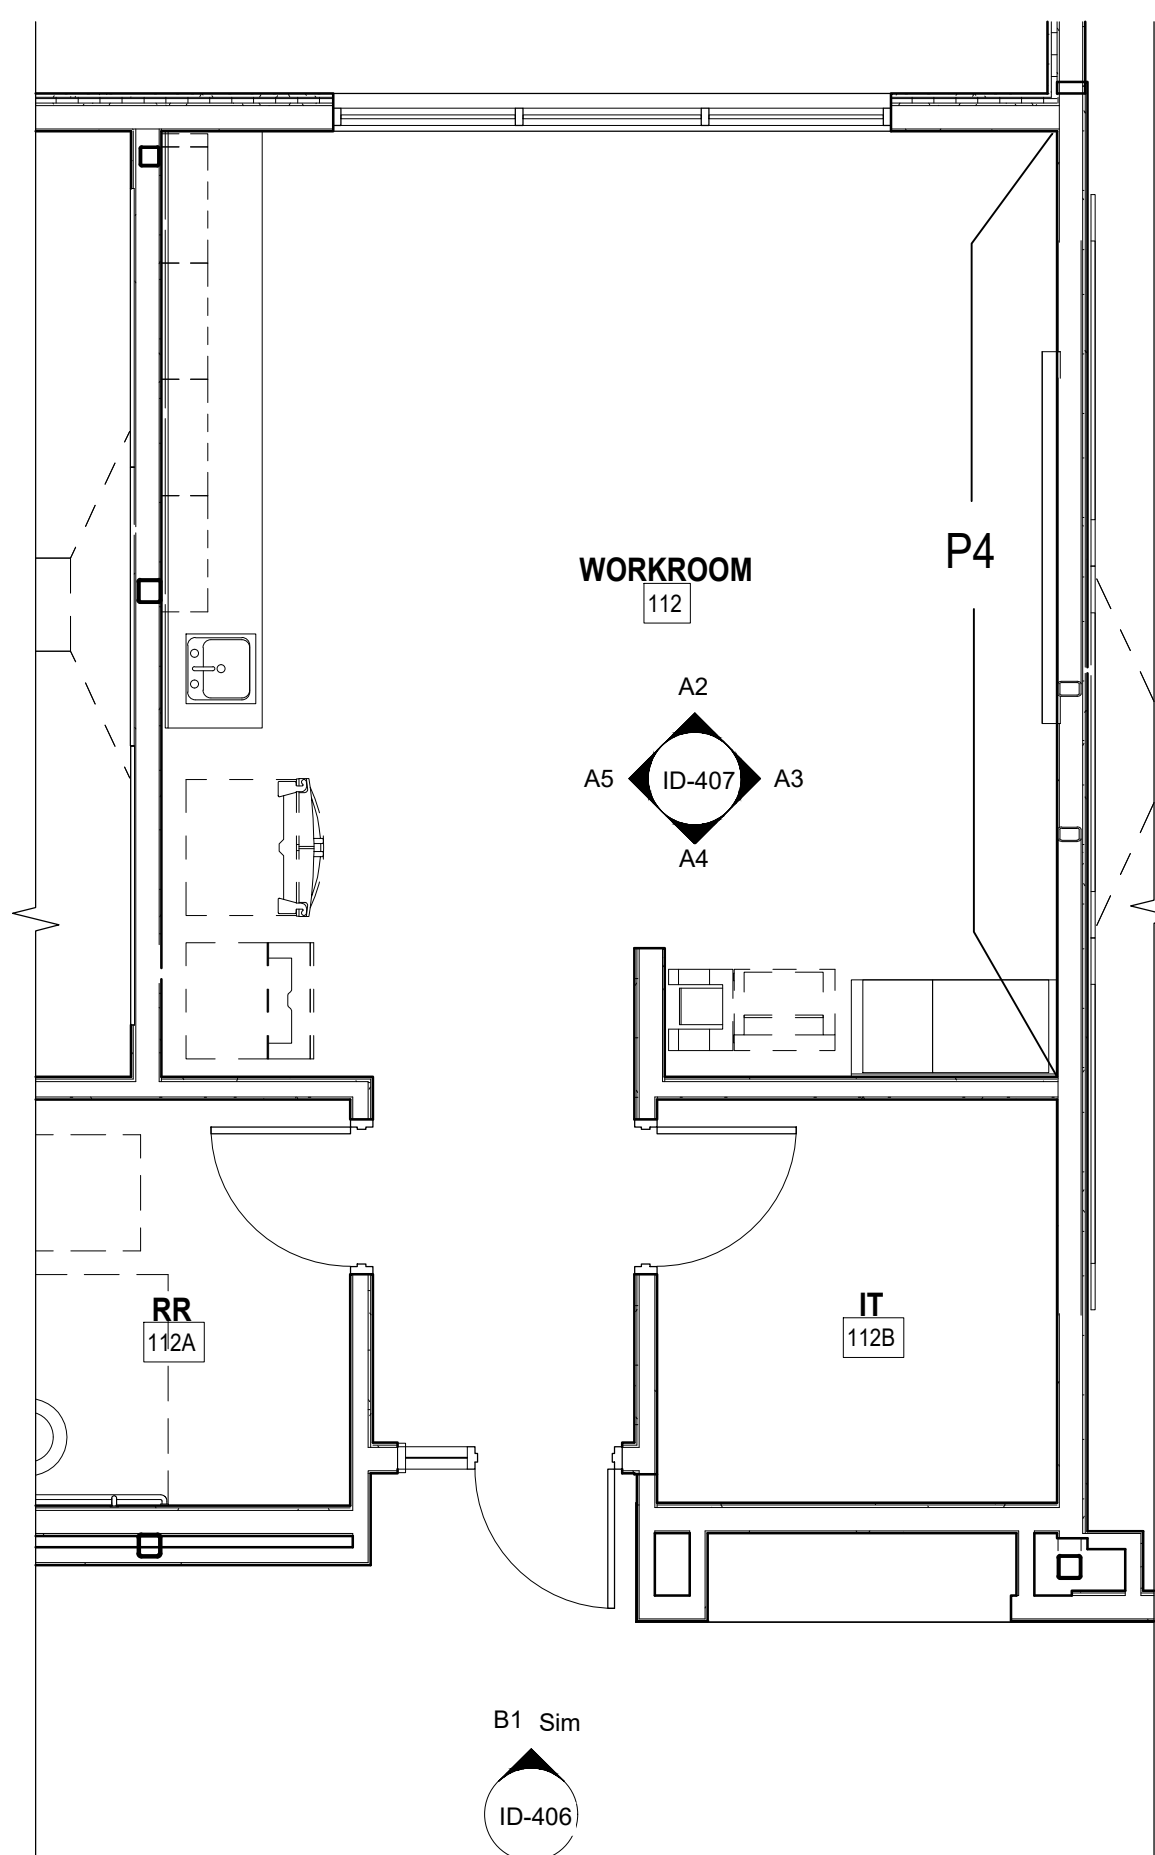 P4
WORKROOM
112
A2
A5
ID-407
A3
A4
RR
112A
IT
112B
B1 Sim
ID-406